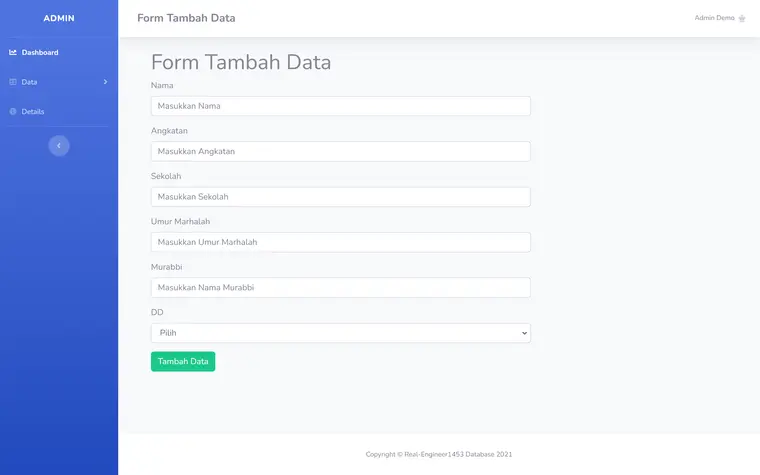 ADMIN
Dashboard
Data
Details
Form Tambah Data
Admin Demo
Form Tambah Data
Nama
Masukkan Nama
Angkatan
Masukkan Angkatan
Sekolah
Masukkan Sekolah
Umur Marhalah
Masukkan Umur Marhalah
Murabbi
Masukkan Nama Murabbi
DD
Pilih
Tambah Data
Copyright © Real-Engineer1453 Database 2021